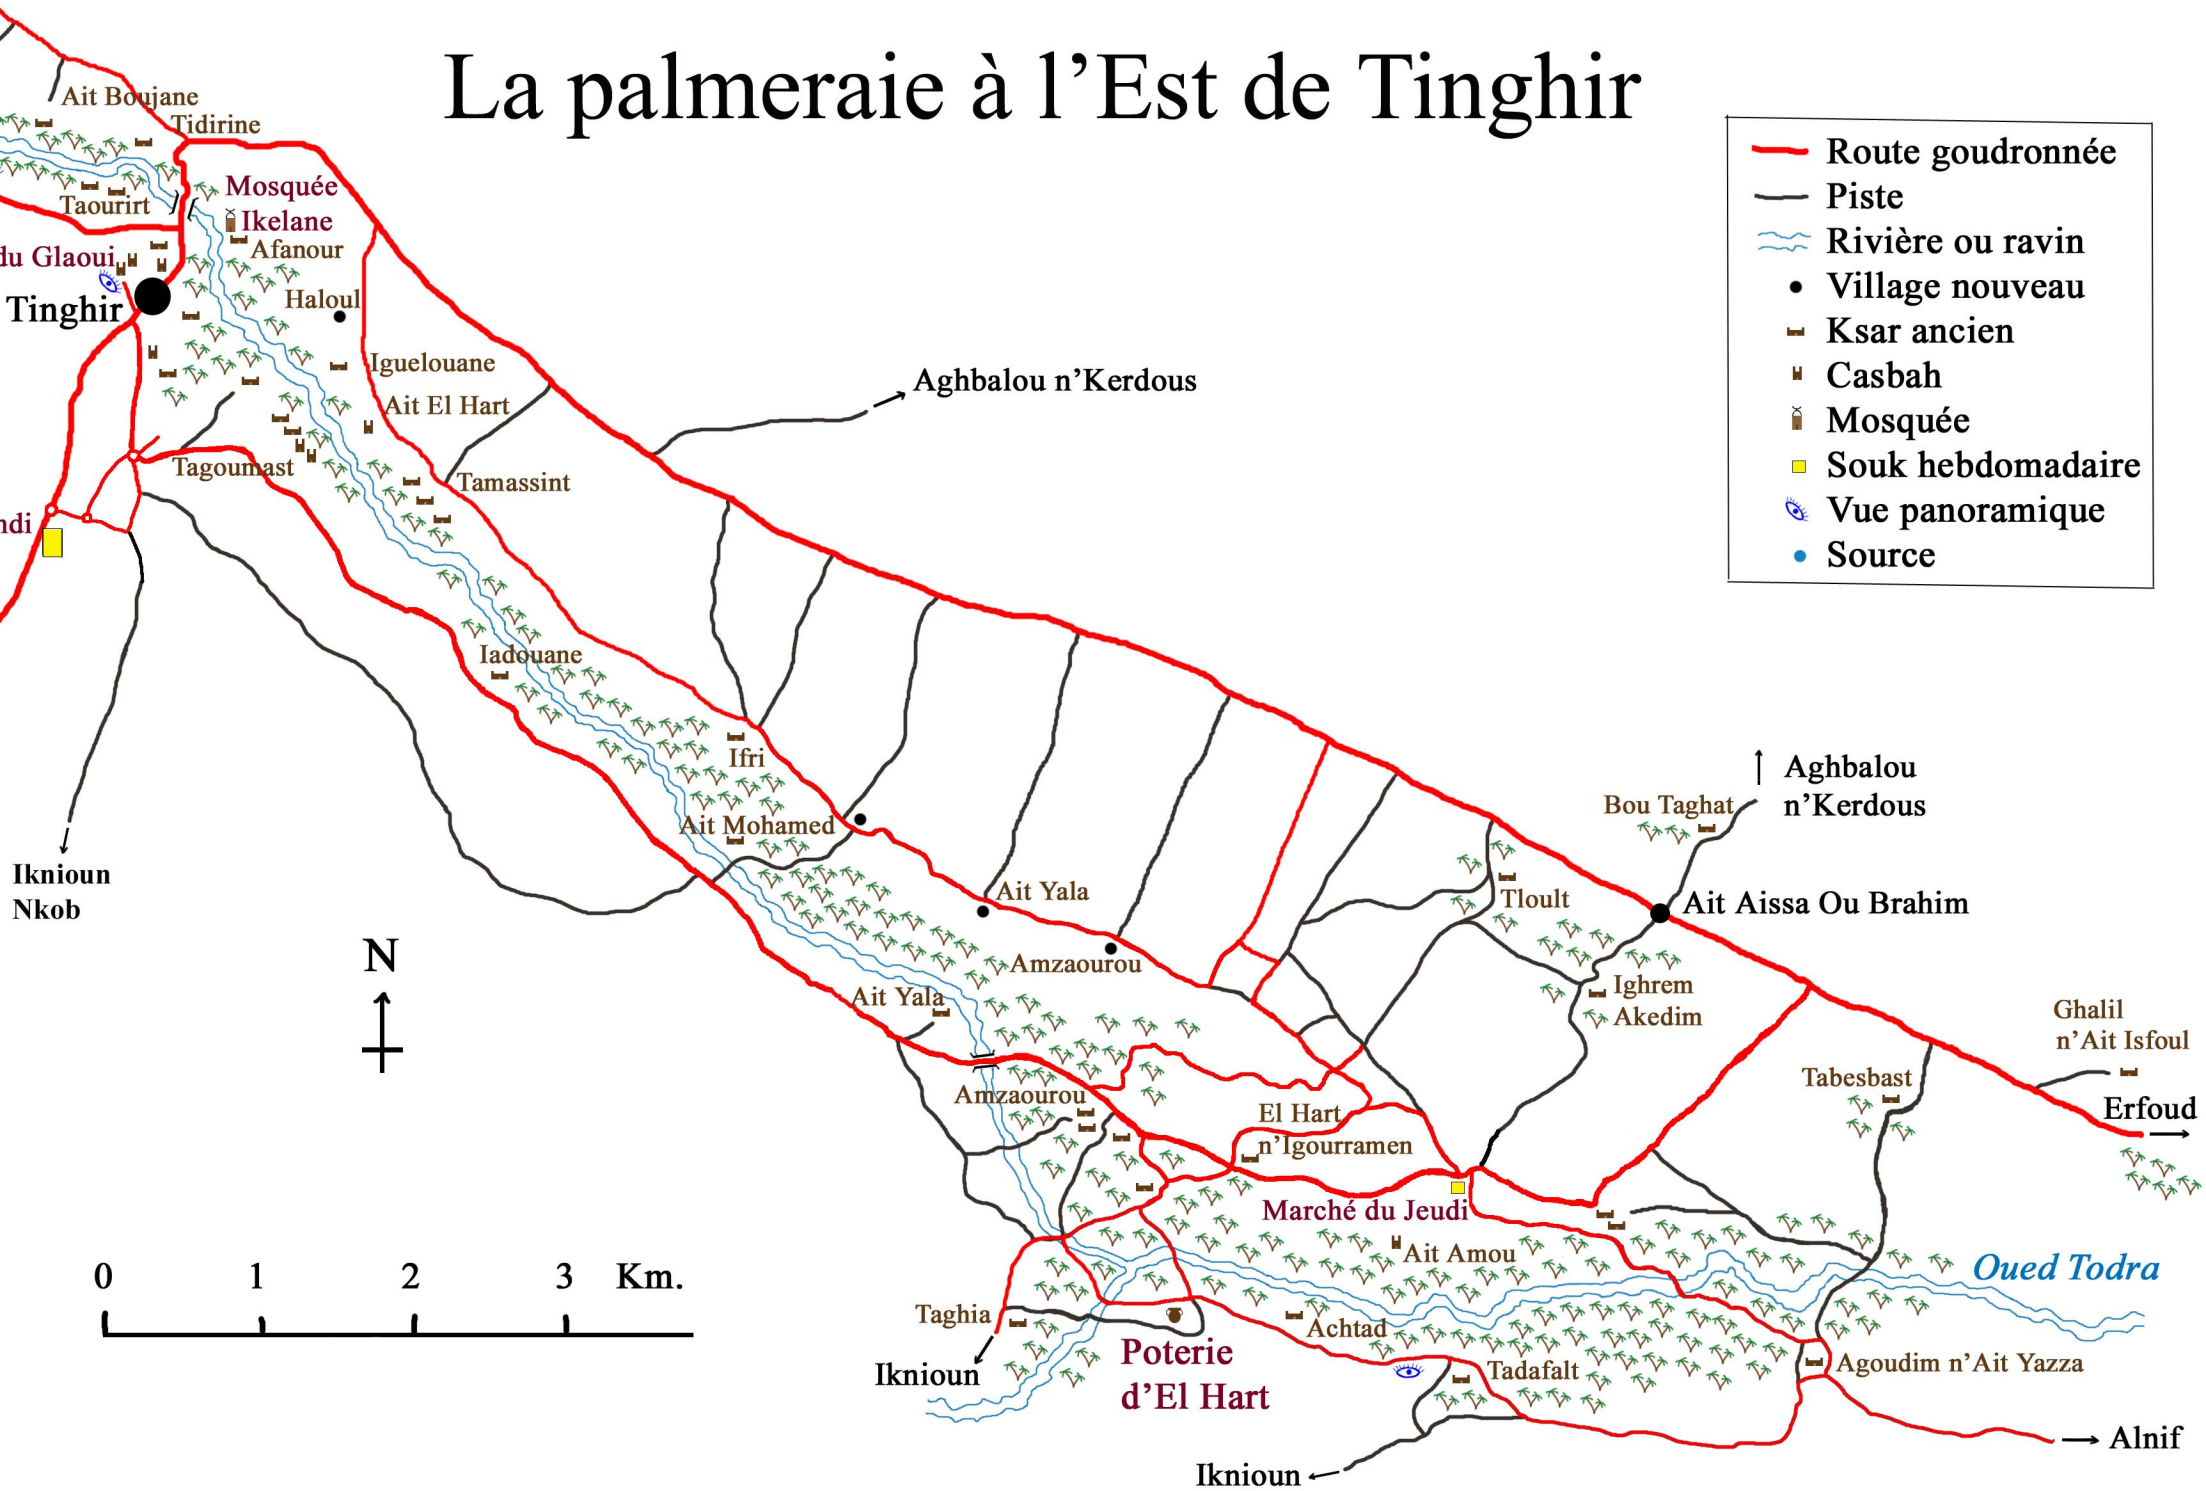 La palmeraie à l’Est de Tinghir
Route goudronnée
Piste
Rivière ou ravin
Village nouveau
Ksar ancien
Casbah
Mosquée
Souk hebdomadaire
Vue panoramique
Source
Ait Boujane
Tidirine
Mosquée
Ikelane
Taourirt
Afanour
du Glaoui
Haloul
Tinghir
Iguelouane
Aghbalou n’Kerdous
Ait El Hart
Tagoumast
Tamassint
ndi
Iadouane
Ifri
Aghbalou
n’Kerdous
Bou Taghat
Ait Mohamed
Iknioun
Nkob
Ait Yala
Tloult
Ait Aissa Ou Brahim
N
Amzaourou
Ait Yala
Ighrem
Akedim
Ghalil
n’Ait Isfoul
Tabesbast
Amzaourou
El Hart
n’Igourramen
Erfoud
Marché du Jeudi
Ait Amou
Oued Todra
0 1 2 3 Km.
Taghia
Achtad
Iknioun
Poterie
d’El Hart
Tadafalt
Agoudim n’Ait Yazza
Alnif
Iknioun